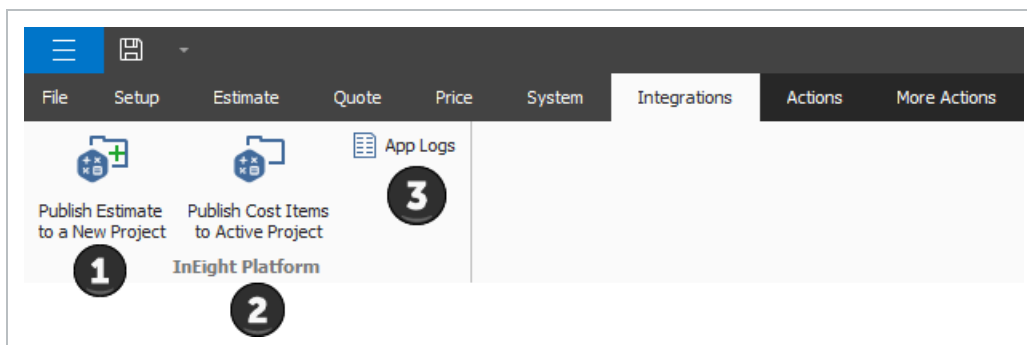 File Setup Estimate Quote Price System Integrations Actions More Actions
App Logs
3
Publish Estimate
to a New Project
Publish Cost Items
to Active Project
1
InEight Platform
2